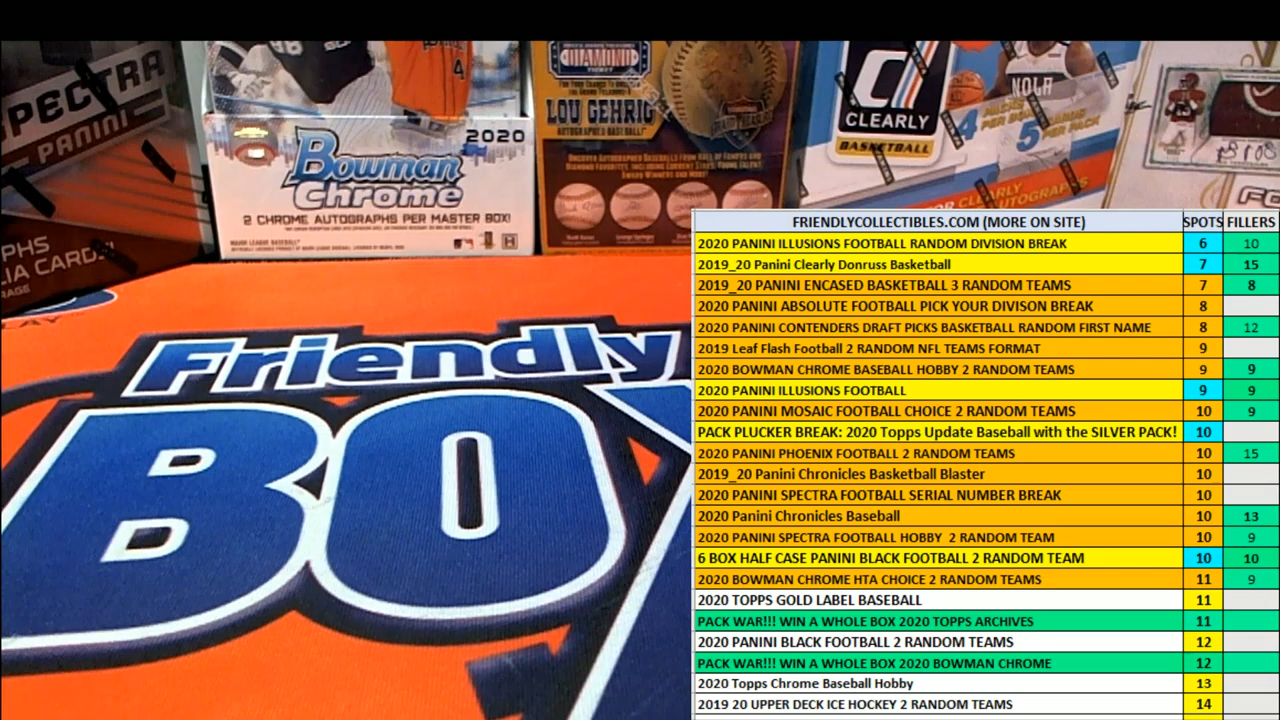 SPECTRA
PANINI
2020
Bowman
Chrome
2 CHROME AUTOGRAPHS PER MASTER BOX!
DIAMOND
LOU GEHRIG
AUTOGRAPHED BASEBALL!
CLEARLY
BASKETBALL
NOLA
4
5
CLEARLY
AUTOGRAPHS
Friendly
BO
FRIENDLYCOLLECTIBLES.COM (MORE ON SITE) SPOTS FILLERS
2020 PANINI ILLUSIONS FOOTBALL RANDOM DIVISION BREAK 6 10
2019_20 Panini Clearly Donruss Basketball 7 15
2019_20 PANINI ENCASED BASKETBALL 3 RANDOM TEAMS 7 8
2020 PANINI ABSOLUTE FOOTBALL PICK YOUR DIVISON BREAK 8
2020 PANINI CONTENDERS DRAFT PICKS BASKETBALL RANDOM FIRST NAME 8 12
2019 Leaf Flash Football 2 RANDOM NFL TEAMS FORMAT 9
2020 BOWMAN CHROME BASEBALL HOBBY 2 RANDOM TEAMS 9 9
2020 PANINI ILLUSIONS FOOTBALL 9 9
2020 PANINI MOSAIC FOOTBALL CHOICE 2 RANDOM TEAMS 10 9
PACK PLUCKER BREAK: 2020 Topps Update Baseball with the SILVER PACK! 10
2020 PANINI PHOENIX FOOTBALL 2 RANDOM TEAMS 10 15
2019_20 Panini Chronicles Basketball Blaster 10
2020 PANINI SPECTRA FOOTBALL SERIAL NUMBER BREAK 10
2020 Panini Chronicles Baseball 10 13
2020 PANINI SPECTRA FOOTBALL HOBBY 2 RANDOM TEAM 10 9
6 BOX HALF CASE PANINI BLACK FOOTBALL 2 RANDOM TEAM 10 10
2020 BOWMAN CHROME HTA CHOICE 2 RANDOM TEAMS 11 9
2020 TOPPS GOLD LABEL BASEBALL 11
PACK WAR!!! WIN A WHOLE BOX 2020 TOPPS ARCHIVES 11
2020 PANINI BLACK FOOTBALL 2 RANDOM TEAMS 12
PACK WAR!!! WIN A WHOLE BOX 2020 BOWMAN CHROME 12
2020 Topps Chrome Baseball Hobby 13
2019 20 UPPER DECK ICE HOCKEY 2 RANDOM TEAMS 14